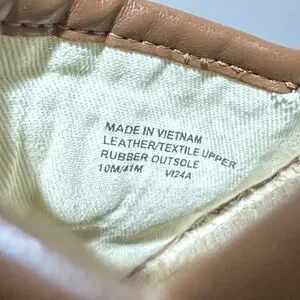 MADE IN VIETNAM
LEATHER/TEXTILE UPPER
RUBBER OUTSOLE
10M/41M VI24A